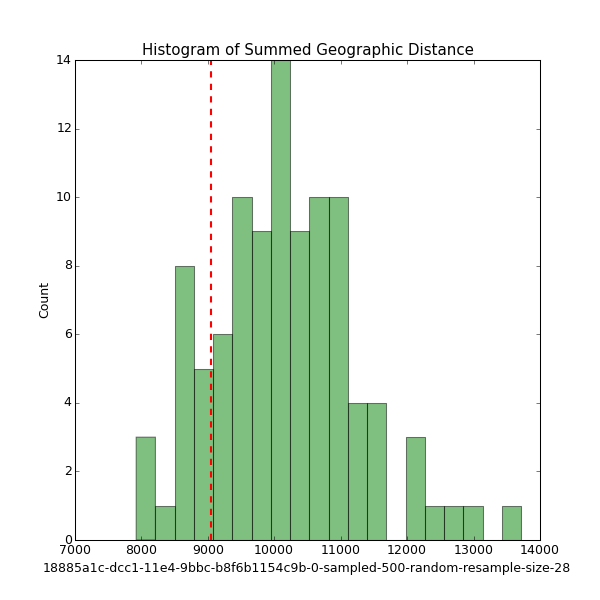 Histogram of Summed Geographic Distance
14
12
10
8
6
4
2
0
Count
7000 8000 9000 10000 11000 12000 13000 14000
18885a1c-dcc1-11e4-9bbc-b8f6b1154c9b-0-sampled-500-random-resample-size-28